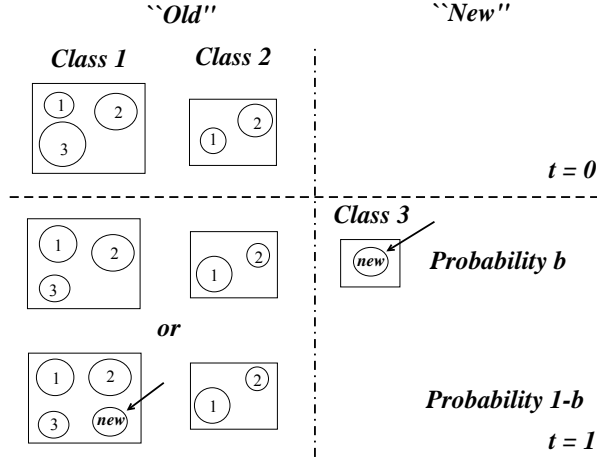 ``Old" ``New"
Class 1 Class 2
1 2 3 1 2
t = 0
Class 3
1 2 3 1 2 new Probability b
or
1 2 3 new 1 2 Probability 1-b
t = 1